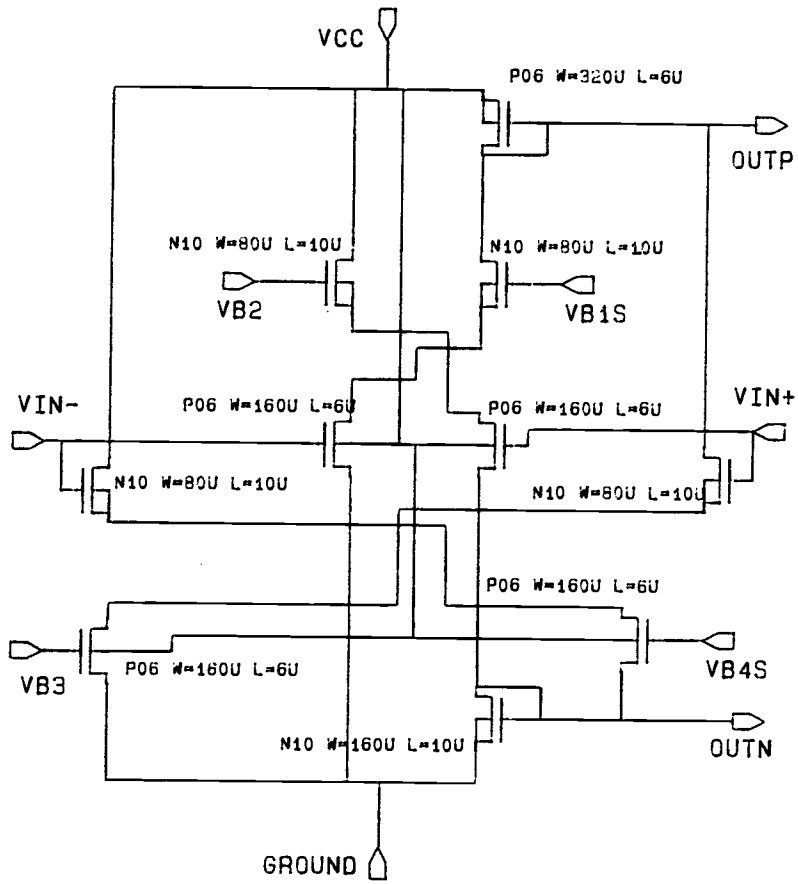 VCC
P06 W=320U L=6U
OUTP
N10 W=80U L=10U
N10 W=80U L=10U
VB2
VB1S
VIN-
P06 W=160U L=6U
P06 W=160U L=6U
VIN+
N10 W=80U L=10U
N10 W=80U L=10U
P06 W=160U L=6U
VB3
P06 W=160U L=6U
VB4S
N10 W=160U L=10U
OUTN
GROUND